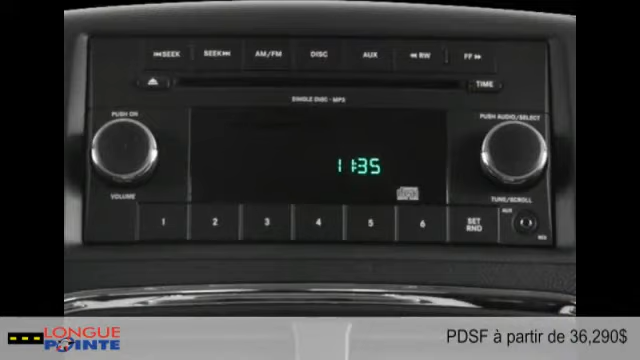 ⏮SEEK SEEK⏭ AM/FM DISC AUX ◀◀RW FF▶▶
TIME
SINGLE DISC - MP3
PUSH ON
PUSH AUDIO/SELECT
11:35
VOLUME
TUNE/SCROLL
1 2 3 4 5 6 SET RND
AUX
LONGUE POINTE
PDSF à partir de 36,290$